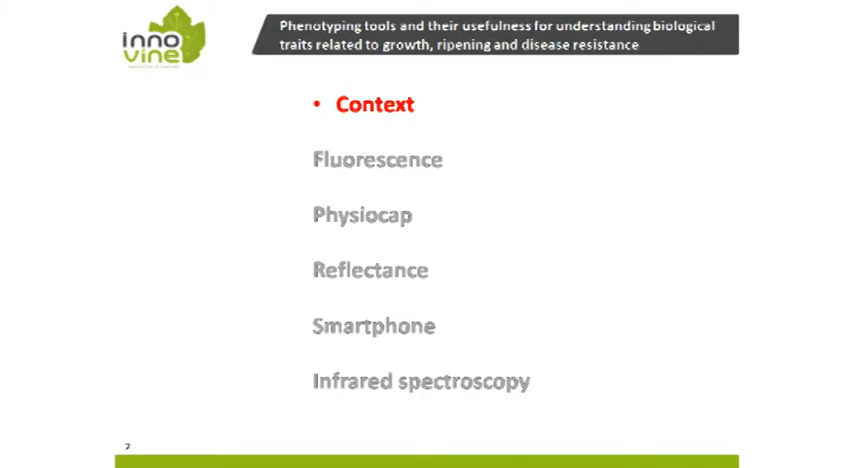 inno
vine
Phenotyping tools and their usefulness for understanding biological
traits related to growth, ripening and disease resistance
• Context
Fluorescence
Physiocap
Reflectance
Smartphone
Infrared spectroscopy
2